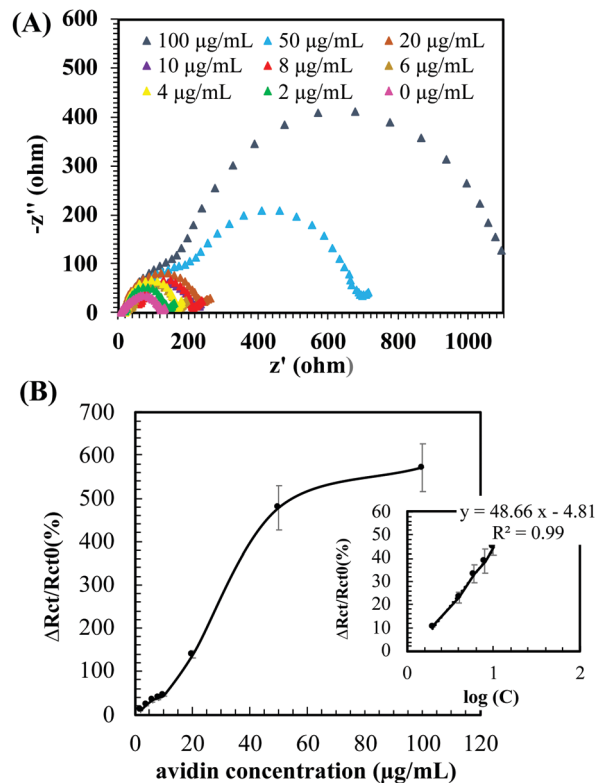 (A)
600
500
400
300
200
100
0
-z'' (ohm)
100 µg/mL 50 µg/mL 20 µg/mL
10 µg/mL 8 µg/mL 6 µg/mL
4 µg/mL 2 µg/mL 0 µg/mL
0 200 400 600 800 1000
z' (ohm)
(B)
700
600
500
400
300
200
100
0
ΔRct/Rct0(%)
0 20 40 60 80 100 120
avidin concentration (µg/mL)
y = 48.66 x - 4.81
R² = 0.99
60
50
40
30
20
10
0
ΔRct/Rct0(%)
0 1 2
log (C)